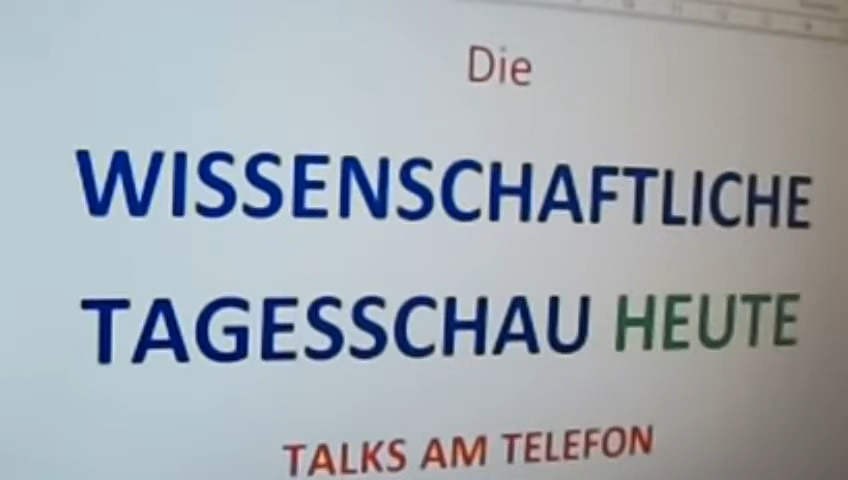 Die
WISSENSCHAFTLICHE
TAGESSCHAU HEUTE
TALKS AM TELEFON